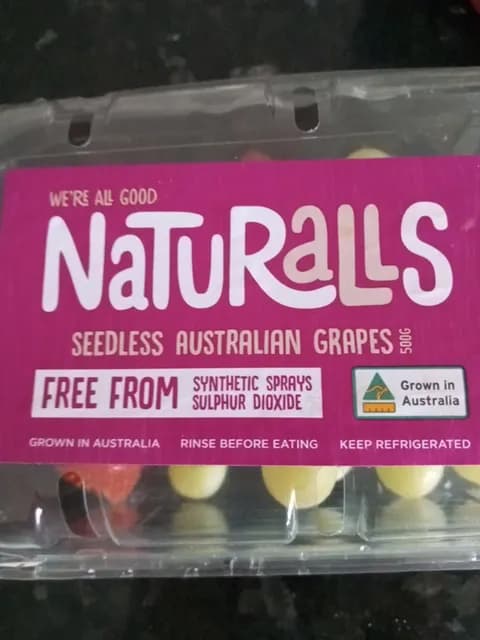 WE'RE ALL GOOD
NaTURaLLS
SEEDLESS AUSTRALIAN GRAPES 500G
FREE FROM SYNTHETIC SPRAYS
SULPHUR DIOXIDE
Grown in
Australia
GROWN IN AUSTRALIA RINSE BEFORE EATING KEEP REFRIGERATED